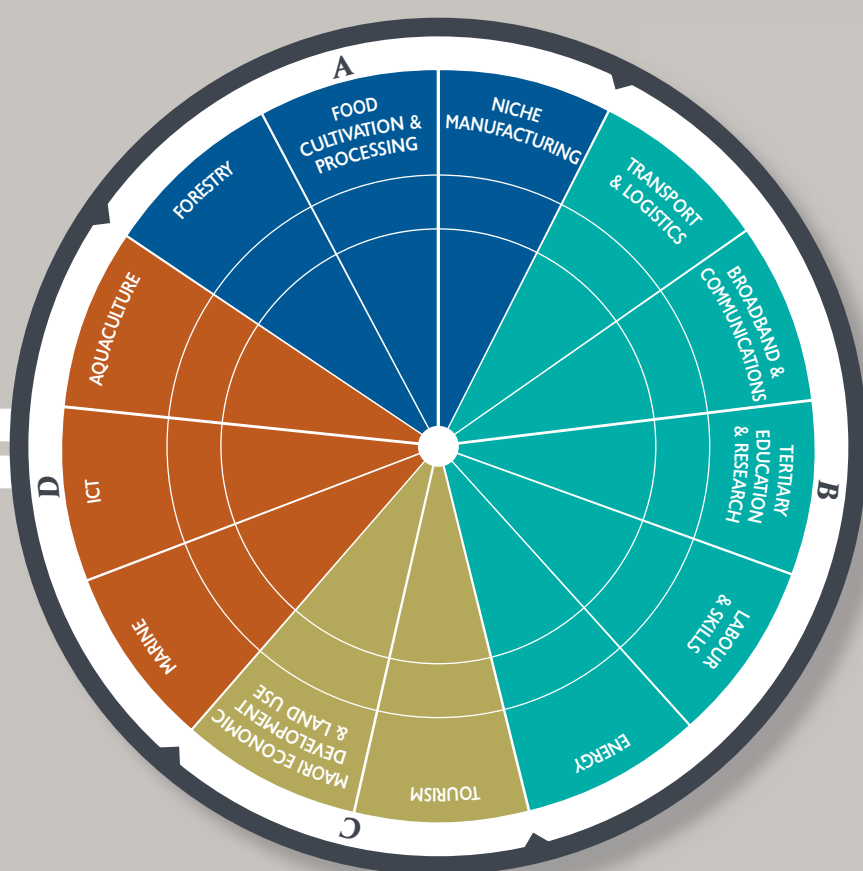 A
FOOD
CULTIVATION &
PROCESSING
NICHE
MANUFACTURING
TRANSPORT
& LOGISTICS
BROADBAND &
COMMUNICATIONS
B
TERTIARY
EDUCATION
& RESEARCH
LABOUR
& SKILLS
ENERGY
TOURISM
C
MAORI ECONOMIC
DEVELOPMENT
& LAND USE
MARINE
D
ICT
AQUACULTURE
FORESTRY